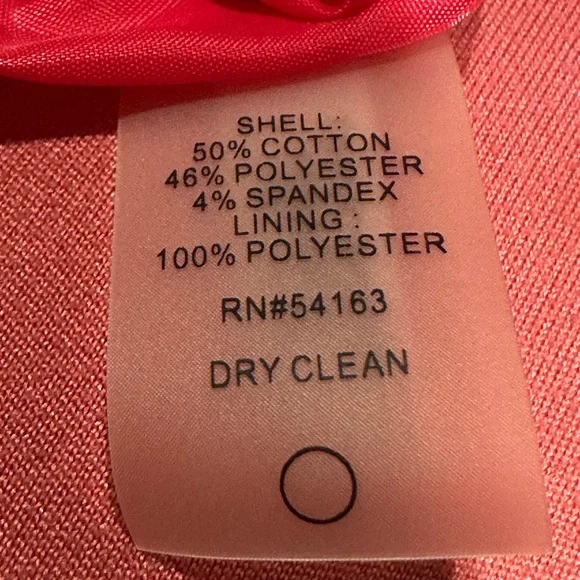 SHELL:
50% COTTON
46% POLYESTER
4% SPANDEX
LINING :
100% POLYESTER
RN#54163
DRY CLEAN